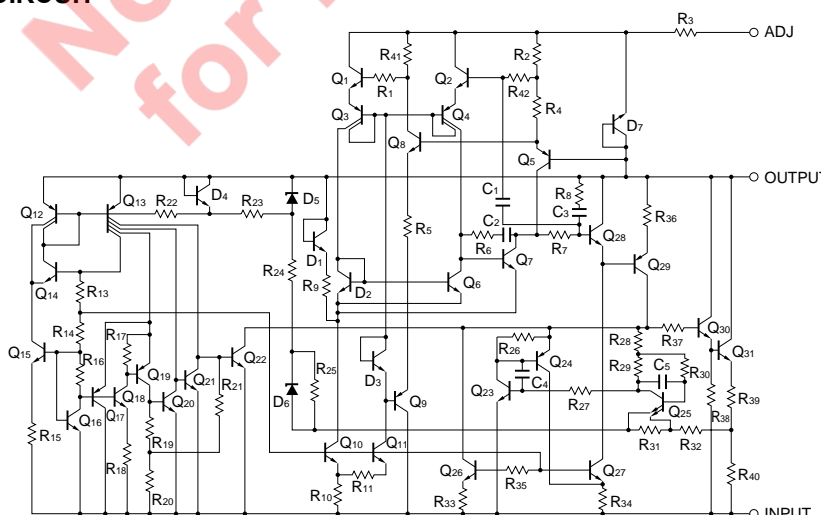 CIRCUIT
No
for
R3
ADJ
R41
R2
Q1
R1
Q2
R42
Q3
Q4
R4
Q8
D7
Q5
OUTPUT
Q12
Q13
D4
R22
R23
D5
C1
R8
C3
R36
D1
R5
R6
C2
R7
Q28
Q7
Q29
Q14
R13
R24
R9
D2
Q6
R14
R17
R26
R28
R37
Q30
Q15
R16
Q19
Q22
D3
Q24
R29
C5
R30
Q31
R25
Q23
C4
Q18
Q21
R21
D6
Q9
R27
Q25
R38
R39
Q17
Q20
Q16
R15
R19
Q10
Q11
R31
R32
R18
Q26
R35
Q27
R11
R40
R20
R10
R33
R34
INPUT